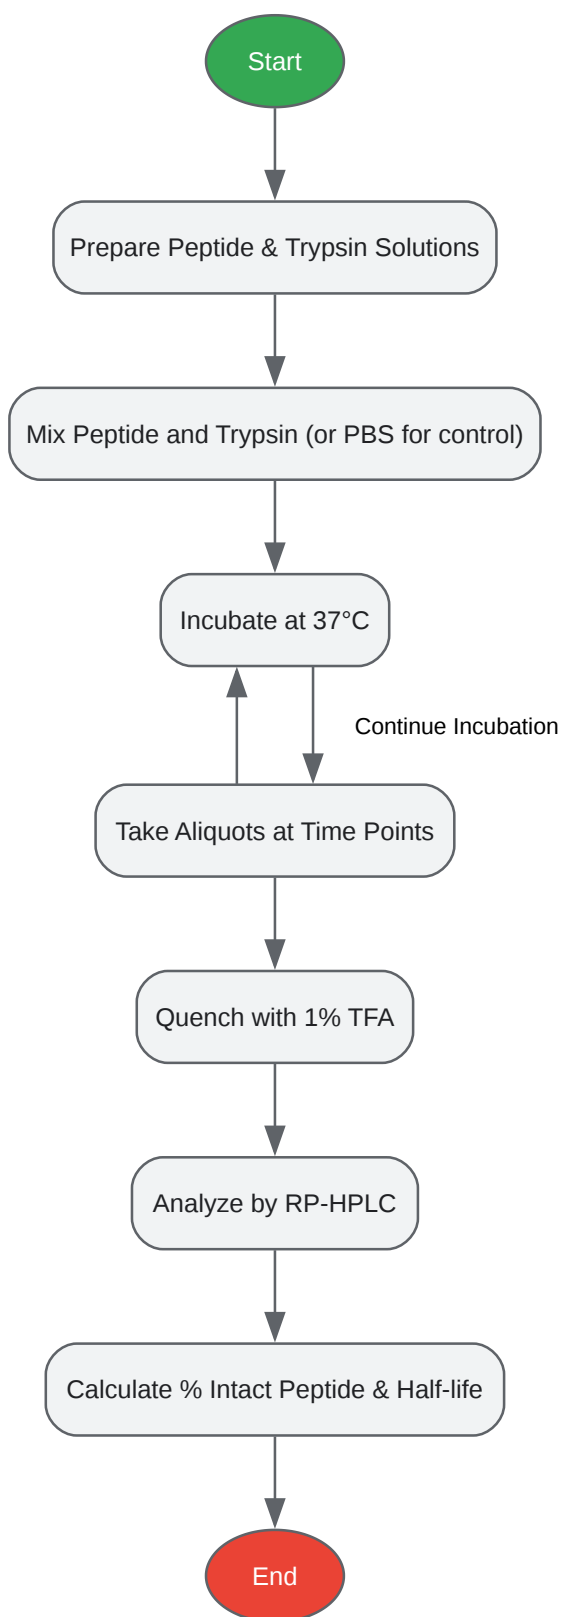 Start
Prepare Peptide & Trypsin Solutions
Mix Peptide and Trypsin (or PBS for control)
Incubate at 37°C
Continue Incubation
Take Aliquots at Time Points
Quench with 1% TFA
Analyze by RP-HPLC
Calculate % Intact Peptide & Half-life
End